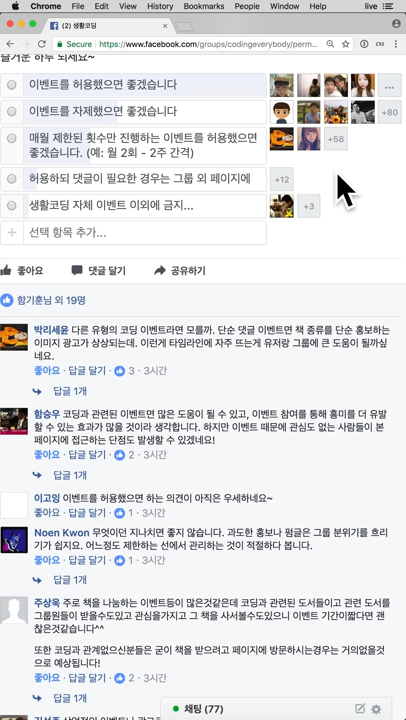 Chrome File Edit View History Bookmarks People Window live
(2) 생활코딩
Secure https://www.facebook.com/groups/codingeverybody/perm… CSS
즐거운 하루 되세요~
이벤트를 허용했으면 좋겠습니다
이벤트를 자제했으면 좋겠습니다
+80
매월 제한된 횟수만 진행하는 이벤트를 허용했으면
좋겠습니다. (예: 월 2회 - 2주 간격)
+58
허용하되 댓글이 필요한 경우는 그룹 외 페이지에
+12
생활코딩 자체 이벤트 이외에 금지...
+3
선택 항목 추가...
좋아요 댓글 달기 공유하기
함기훈님 외 19명
박리세윤 다른 유형의 코딩 이벤트라면 모를까. 단순 댓글 이벤트면 책 종류를 단순 홍보하는
이미지 광고가 상상되는데. 이런게 타임라인에 자주 뜨는게 유저랑 그룹에 큰 도움이 될까싶
네요.
좋아요 · 답글 달기 · 3 · 3시간
답글 1개
함승우 코딩과 관련된 이벤트면 많은 도움이 될 수 있고, 이벤트 참여를 통해 흥미를 더 유발
할 수 있는 효과가 많을 것이라 생각합니다. 하지만 이벤트 때문에 관심도 없는 사람들이 본
페이지에 접근하는 단점도 발생할 수 있겠네요!
좋아요 · 답글 달기 · 2 · 3시간
답글 1개
이고잉 이벤트를 허용했으면 하는 의견이 아직은 우세하네요~
좋아요 · 답글 달기 · 1 · 3시간
Noen Kwon 무엇이던 지나치면 좋지 않습니다. 과도한 홍보나 펌글은 그룹 분위기를 흐리
기가 쉽지요. 어느정도 제한하는 선에서 관리하는 것이 적절하다 봅니다.
좋아요 · 답글 달기 · 1 · 3시간
답글 1개
주상욱 주로 책을 나눔하는 이벤트등이 많은것같은데 코딩과 관련된 도서들이고 관련 도서를
그룹원들이 받을수도있고 관심을가지고 그 책을 사서볼수도있으니 이벤트 기간이짧다면 괜
찮은것같습니다^^
또한 코딩과 관계없으신분들은 굳이 책을 받으려고 페이지에 방문하시는경우는 거의없을것
으로 예상됩니다!
좋아요 · 답글 달기 · 2 · 3시간
답글 1개
채팅 (77)